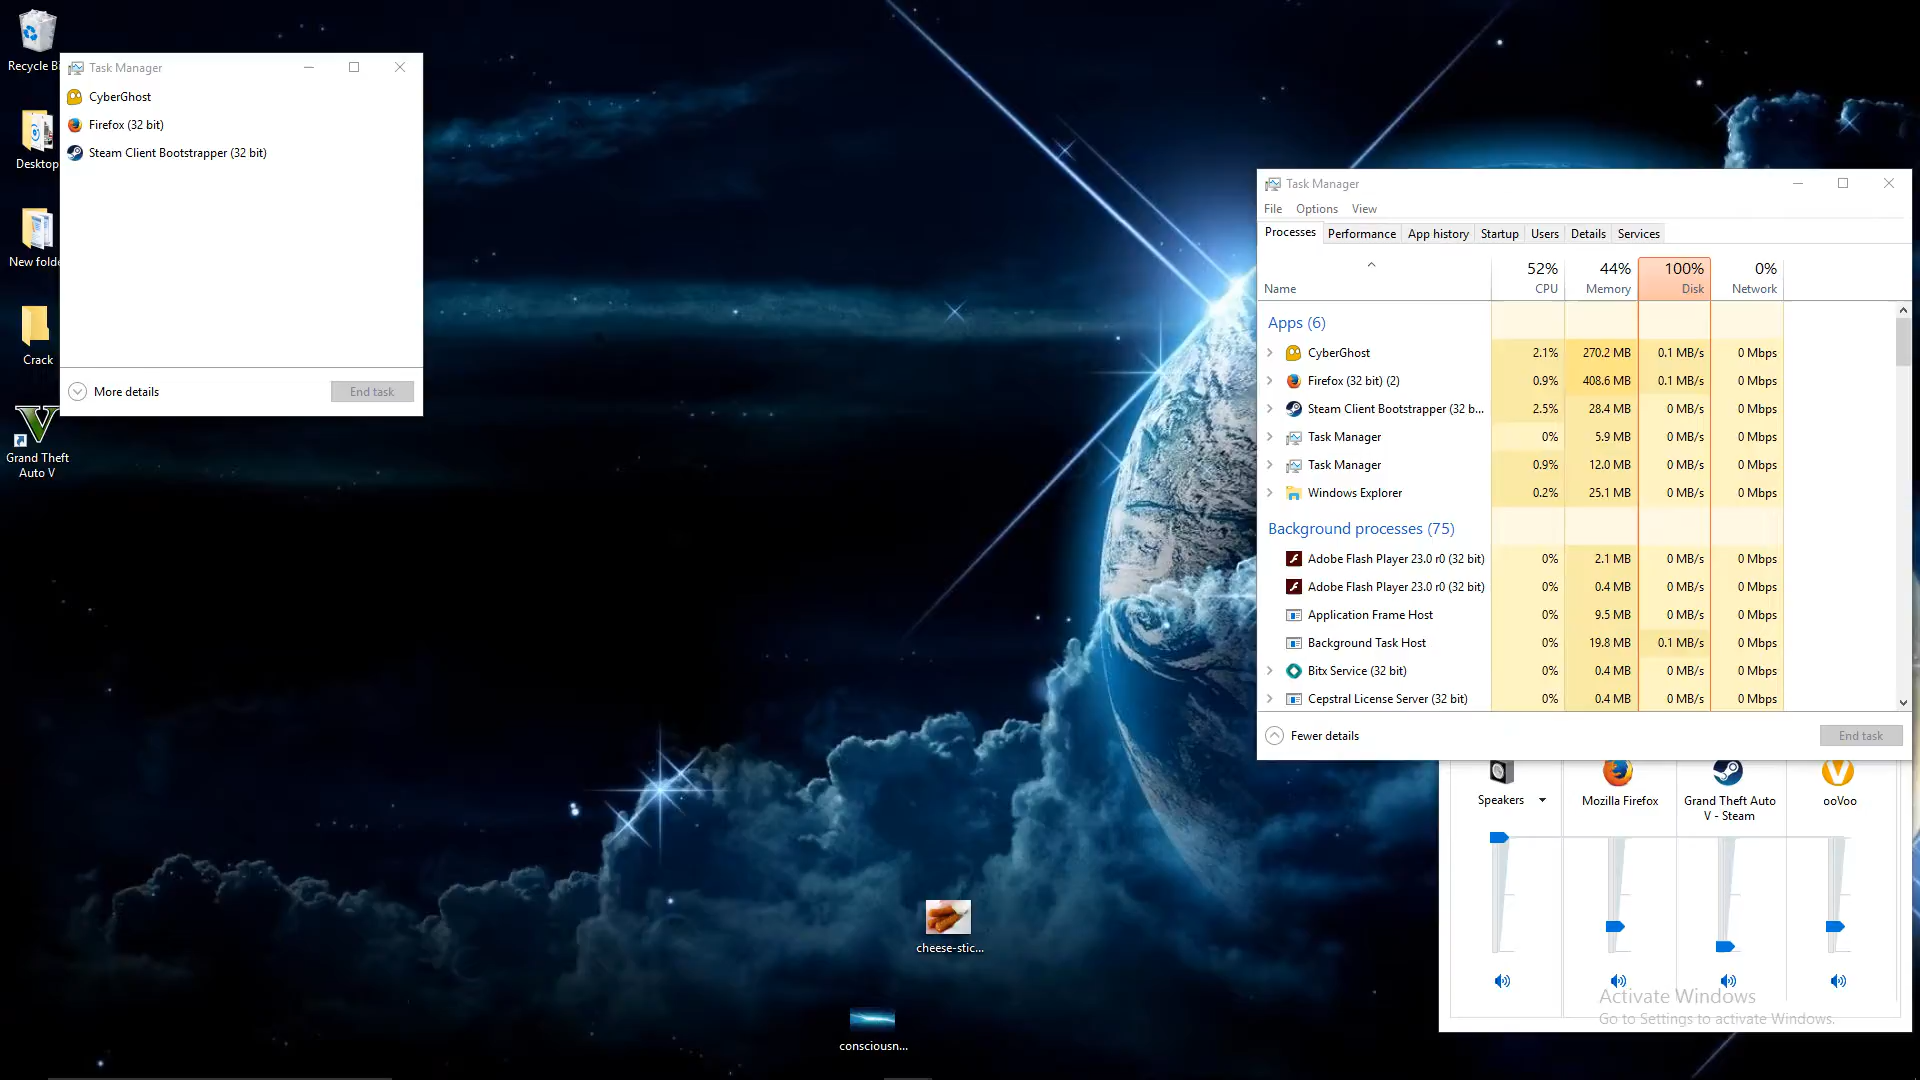 Recycle Bi
Desktop
New folde
Crack
Grand Theft
Auto V
Task Manager
CyberGhost
Firefox (32 bit)
Steam Client Bootstrapper (32 bit)
More details
End task
Task Manager
File Options View
Processes Performance App history Startup Users Details Services
52% 44% 100% 0%
Name CPU Memory Disk Network
Apps (6)
CyberGhost 2.1% 270.2 MB 0.1 MB/s 0 Mbps
Firefox (32 bit) (2) 0.9% 408.6 MB 0.1 MB/s 0 Mbps
Steam Client Bootstrapper (32 b... 2.5% 28.4 MB 0 MB/s 0 Mbps
Task Manager 0% 5.9 MB 0 MB/s 0 Mbps
Task Manager 0.9% 12.0 MB 0 MB/s 0 Mbps
Windows Explorer 0.2% 25.1 MB 0 MB/s 0 Mbps
Background processes (75)
Adobe Flash Player 23.0 r0 (32 bit) 0% 2.1 MB 0 MB/s 0 Mbps
Adobe Flash Player 23.0 r0 (32 bit) 0% 0.4 MB 0 MB/s 0 Mbps
Application Frame Host 0% 9.5 MB 0 MB/s 0 Mbps
Background Task Host 0% 19.8 MB 0.1 MB/s 0 Mbps
Bitx Service (32 bit) 0% 0.4 MB 0 MB/s 0 Mbps
Cepstral License Server (32 bit) 0% 0.4 MB 0 MB/s 0 Mbps
Fewer details
End task
Speakers
Mozilla Firefox
Grand Theft Auto
V - Steam
ooVoo
Activate Windows
Go to Settings to activate Windows.
cheese-stic...
consciousn...